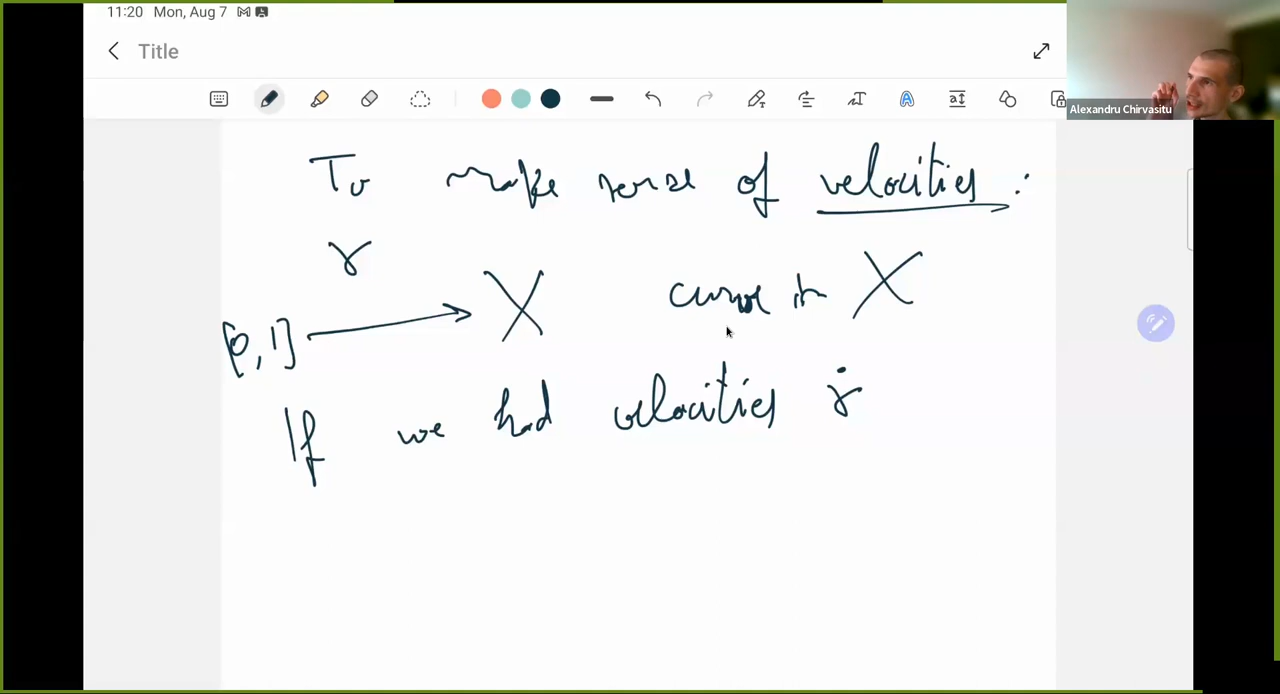 11:20 Mon, Aug 7
Title
Alexandru Chirvasitu
To make sense of velocities :
γ
[0,1] → X curve in X
If we had velocities γ̇